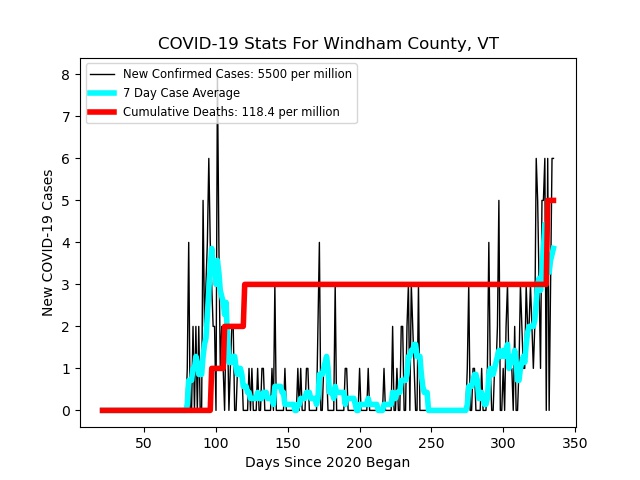 COVID-19 Stats For Windham County, VT
New Confirmed Cases: 5500 per million
7 Day Case Average
Cumulative Deaths: 118.4 per million
New COVID-19 Cases
8
7
6
5
4
3
2
1
0
50 100 150 200 250 300 350
Days Since 2020 Began